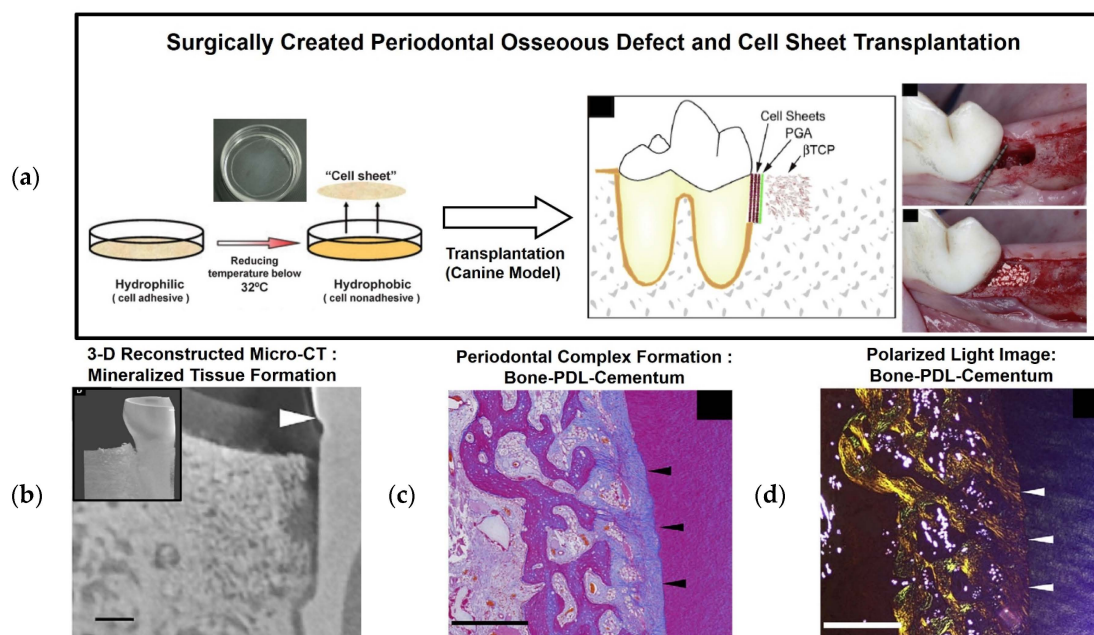 Surgically Created Periodontal Osseoous Defect and Cell Sheet Transplantation
(a)
"Cell sheet"
Hydrophilic
( cell adhesive )
Reducing
temperature below
32ºC
Hydrophobic
( cell nonadhesive )
Transplantation
(Canine Model)
Cell Sheets
PGA
βTCP
3-D Reconstructed Micro-CT :
Mineralized Tissue Formation
Periodontal Complex Formation :
Bone-PDL-Cementum
Polarized Light Image:
Bone-PDL-Cementum
(b)
(c)
(d)